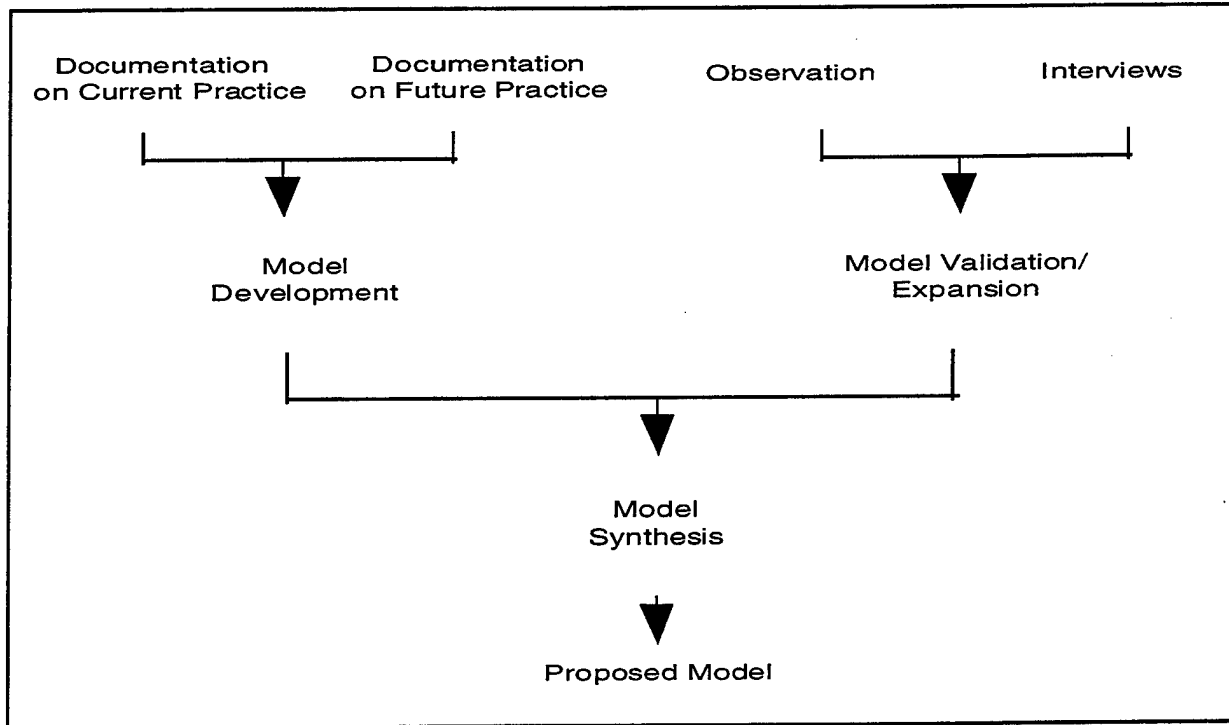 Documentation
on Current Practice
Documentation
on Future Practice
Observation
Interviews
Model
Development
Model Validation/
Expansion
Model
Synthesis
Proposed Model